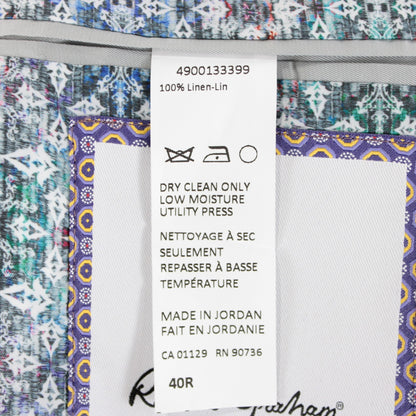 4900133399
100% Linen-Lin
DRY CLEAN ONLY
LOW MOISTURE
UTILITY PRESS
NETTOYAGE À SEC
SEULEMENT
REPASSER À BASSE
TEMPÉRATURE
MADE IN JORDAN
FAIT EN JORDANIE
CA 01129 RN 90736
40R